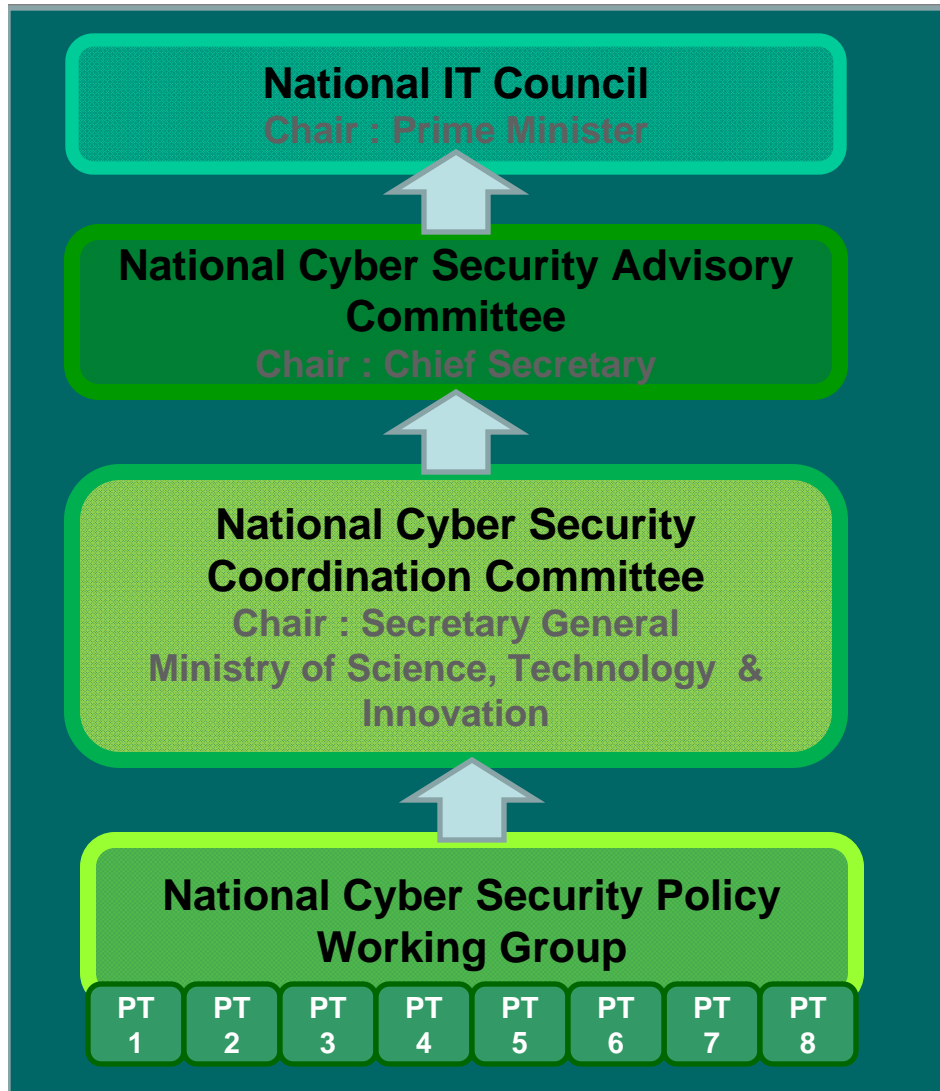 National IT Council
Chair : Prime Minister
National Cyber Security Advisory
Committee
Chair : Chief Secretary
National Cyber Security
Coordination Committee
Chair : Secretary General
Ministry of Science, Technology &
Innovation
National Cyber Security Policy
Working Group
PT 1
PT 2
PT 3
PT 4
PT 5
PT 6
PT 7
PT 8